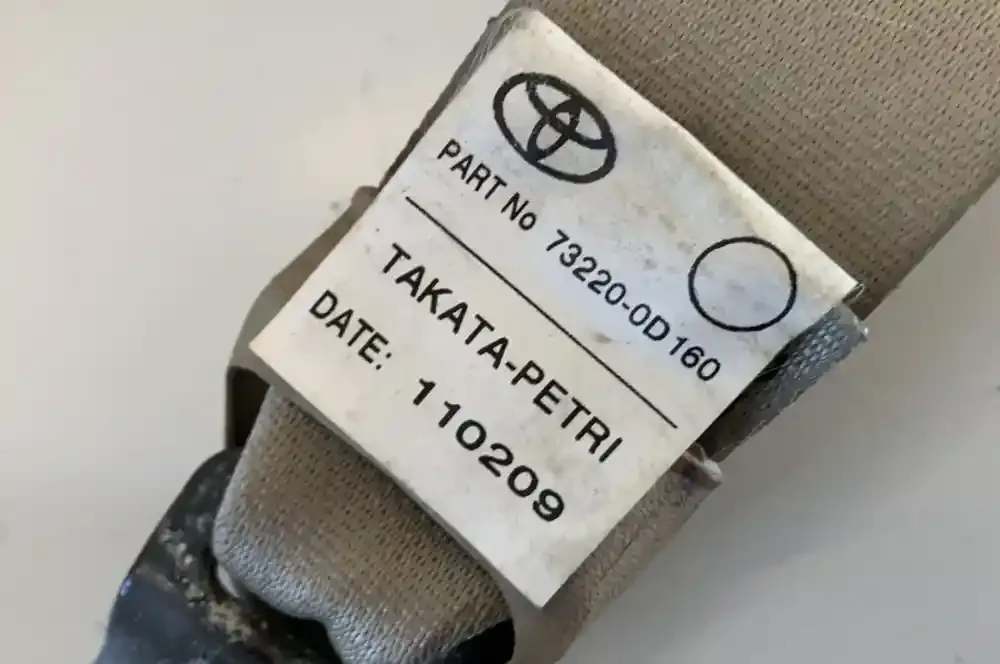 PART No 73220-0D160
TAKATA-PETRI
DATE: 110209